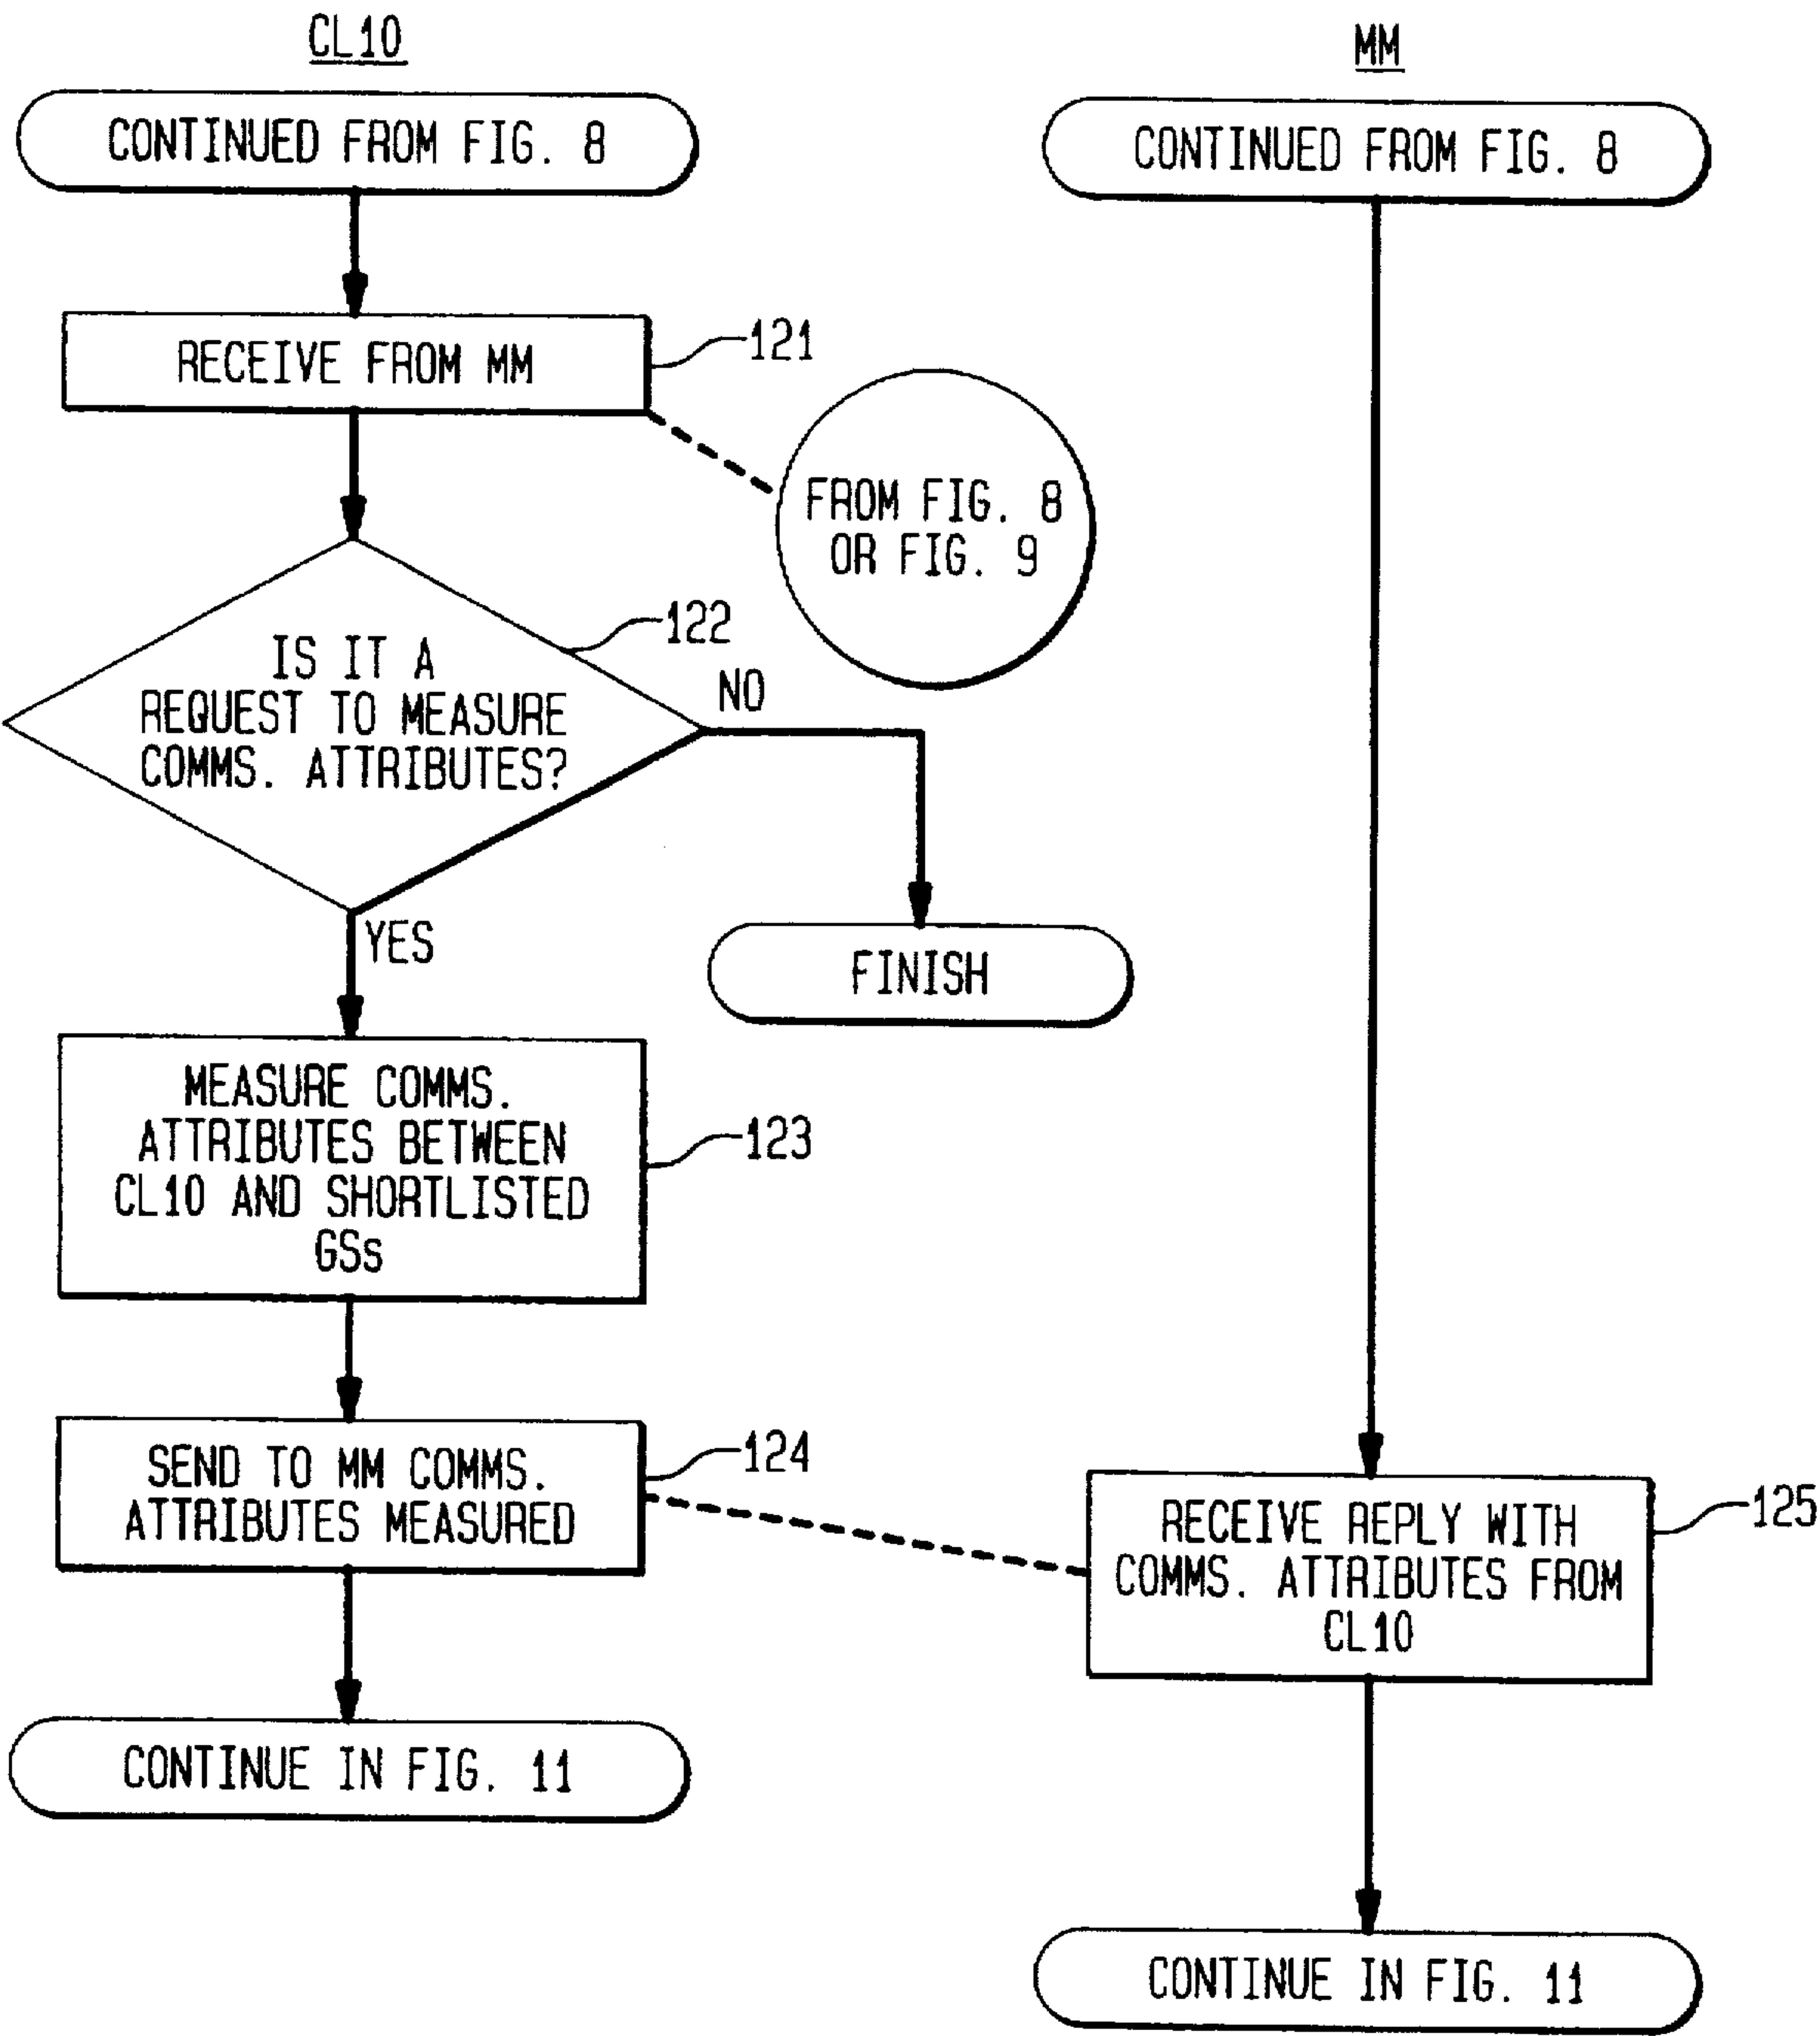 CL10
CONTINUED FROM FIG. 8
RECEIVE FROM MM
121
FROM FIG. 8
OR FIG. 9
IS IT A
REQUEST TO MEASURE
COMMS. ATTRIBUTES?
122
NO
YES
FINISH
MEASURE COMMS.
ATTRIBUTES BETWEEN
CL10 AND SHORTLISTED
GSs
123
SEND TO MM COMMS.
ATTRIBUTES MEASURED
124
CONTINUE IN FIG. 11
MM
CONTINUED FROM FIG. 8
RECEIVE REPLY WITH
COMMS. ATTRIBUTES FROM
CL10
125
CONTINUE IN FIG. 11